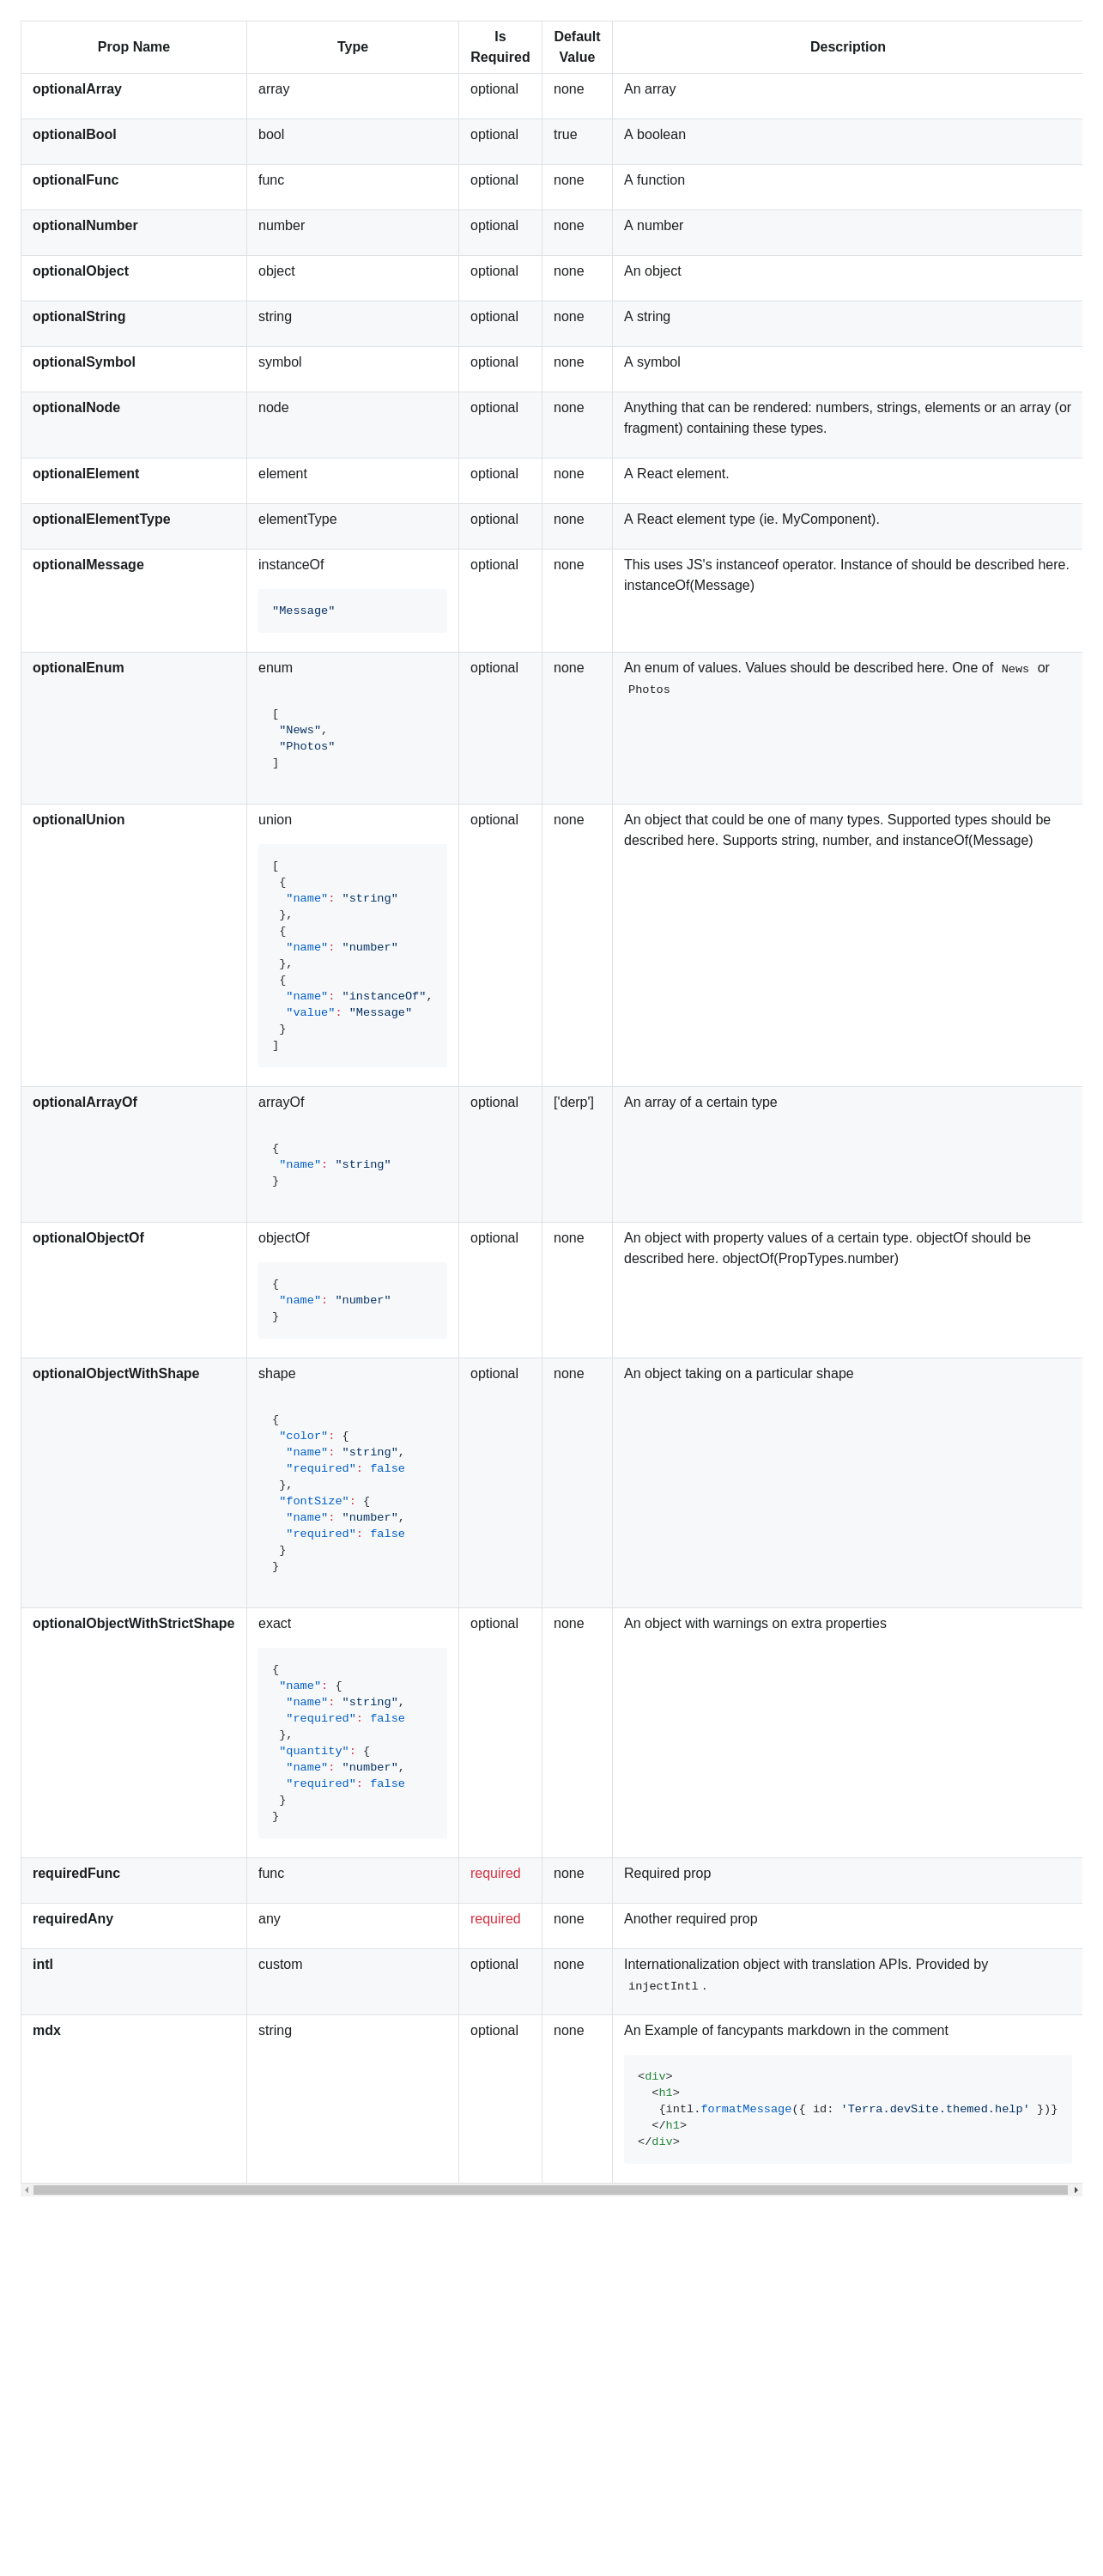 Prop Name Type Is Required Default Value Description
optionalArray array optional none An array
optionalBool bool optional true A boolean
optionalFunc func optional none A function
optionalNumber number optional none A number
optionalObject object optional none An object
optionalString string optional none A string
optionalSymbol symbol optional none A symbol
optionalNode node optional none Anything that can be rendered: numbers, strings, elements or an array (or
fragment) containing these types.
optionalElement element optional none A React element.
optionalElementType elementType optional none A React element type (ie. MyComponent).
optionalMessage instanceOf optional none This uses JS's instanceof operator. Instance of should be described here.
instanceOf(Message)
"Message"
optionalEnum enum optional none An enum of values. Values should be described here. One of News or
Photos
[
"News",
"Photos"
]
optionalUnion union optional none An object that could be one of many types. Supported types should be
described here. Supports string, number, and instanceOf(Message)
[
{
"name": "string"
},
{
"name": "number"
},
{
"name": "instanceOf",
"value": "Message"
}
]
optionalArrayOf arrayOf optional ['derp'] An array of a certain type
{
"name": "string"
}
optionalObjectOf objectOf optional none An object with property values of a certain type. objectOf should be
described here. objectOf(PropTypes.number)
{
"name": "number"
}
optionalObjectWithShape shape optional none An object taking on a particular shape
{
"color": {
"name": "string",
"required": false
},
"fontSize": {
"name": "number",
"required": false
}
}
optionalObjectWithStrictShape exact optional none An object with warnings on extra properties
{
"name": {
"name": "string",
"required": false
},
"quantity": {
"name": "number",
"required": false
}
}
requiredFunc func required none Required prop
requiredAny any required none Another required prop
intl custom optional none Internationalization object with translation APIs. Provided by
injectIntl.
mdx string optional none An Example of fancypants markdown in the comment
<div>
<h1>
{intl.formatMessage({ id: 'Terra.devSite.themed.help' })}
</h1>
</div>